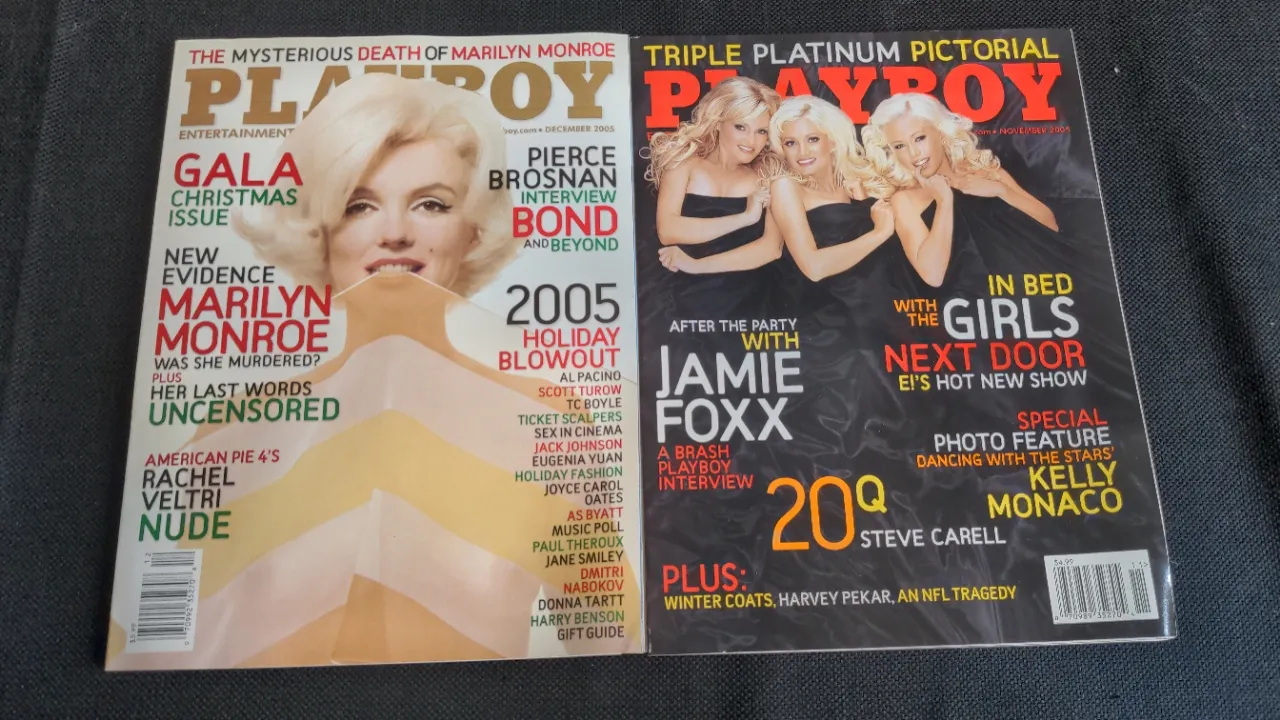 THE MYSTERIOUS DEATH OF MARILYN MONROE
PLAYBOY
ENTERTAINMENT
boy.com • DECEMBER 2005
GALA
CHRISTMAS
ISSUE
NEW
EVIDENCE
MARILYN
MONROE
WAS SHE MURDERED?
PLUS
HER LAST WORDS
UNCENSORED
AMERICAN PIE 4'S
RACHEL
VELTRI
NUDE
PIERCE
BROSNAN
INTERVIEW
BOND
AND BEYOND
2005
HOLIDAY
BLOWOUT
AL PACINO
SCOTT TUROW
TC BOYLE
TICKET SCALPERS
SEX IN CINEMA
JACK JOHNSON
EUGENIA YUAN
HOLIDAY FASHION
JOYCE CAROL
OATES
AS BYATT
MUSIC POLL
PAUL THEROUX
JANE SMILEY
DMITRI
NABOKOV
DONNA TARTT
HARRY BENSON
GIFT GUIDE
TRIPLE PLATINUM PICTORIAL
PLAYBOY
.com • NOVEMBER 2005
IN BED
WITH THE GIRLS
NEXT DOOR
E!'S HOT NEW SHOW
AFTER THE PARTY
WITH
JAMIE
FOXX
A BRASH
PLAYBOY
INTERVIEW
SPECIAL
PHOTO FEATURE
DANCING WITH THE STARS'
KELLY
MONACO
20Q
STEVE CARELL
PLUS:
WINTER COATS, HARVEY PEKAR, AN NFL TRAGEDY
$4.99